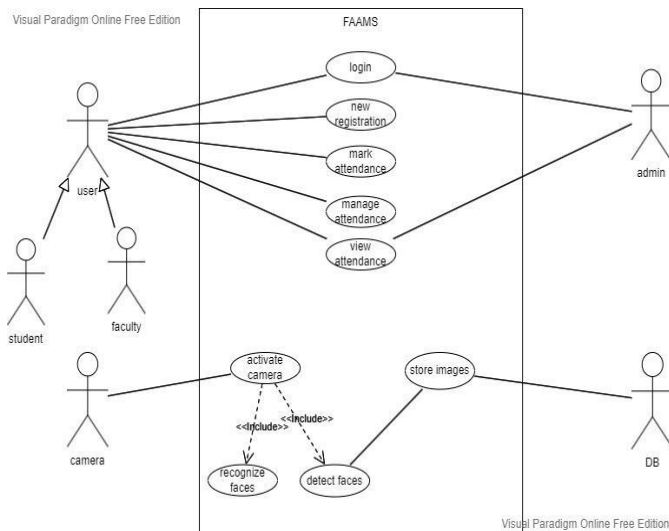 Visual Paradigm Online Free Edition
FAAMS
login
new
registration
mark
attendance
manage
attendance
view
attendance
user
admin
student
faculty
activate
camera
store images
<<Include>>
<<Include>>
recognize
faces
detect faces
camera
DB
Visual Paradigm Online Free Edition